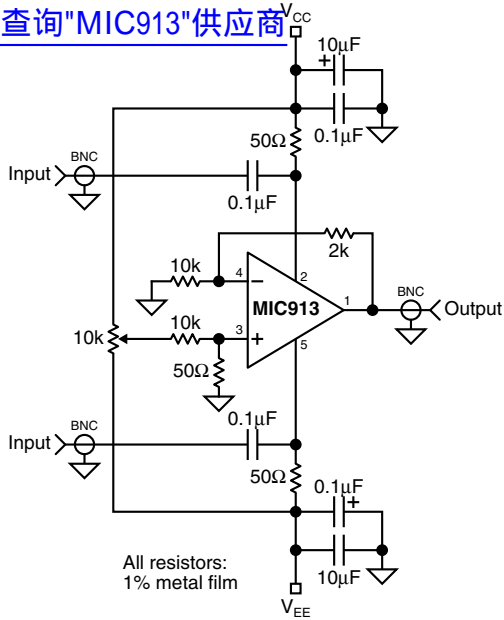 查询"MIC913"供应商
V_CC
10µF
+
0.1µF
50Ω
BNC
Input
0.1µF
2k
10k
4
−
2
MIC913
1
BNC
Output
10k
10k
3
+
5
50Ω
0.1µF
BNC
Input
50Ω
0.1µF
+
All resistors:
1% metal film
10µF
V_EE